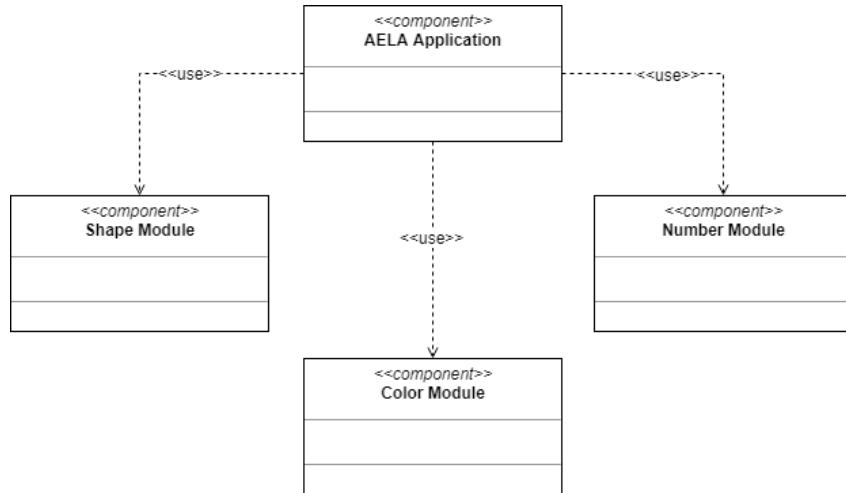 <<component>>
AELA Application
<<use>>
<<use>>
<<component>>
Shape Module
<<component>>
Number Module
<<use>>
<<component>>
Color Module